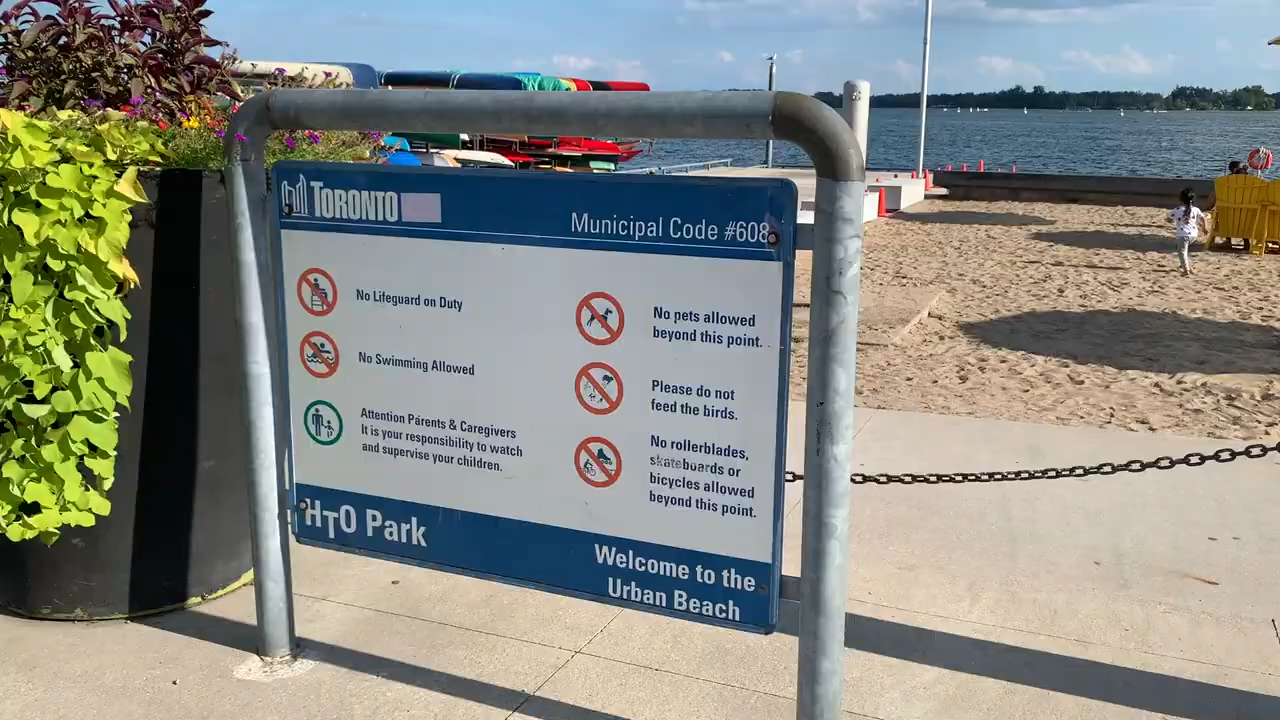 TORONTO
Municipal Code #608
No Lifeguard on Duty
No Swimming Allowed
Attention Parents & Caregivers
It is your responsibility to watch
and supervise your children.
No pets allowed
beyond this point.
Please do not
feed the birds.
No rollerblades,
skateboards or
bicycles allowed
beyond this point.
HTO Park
Welcome to the
Urban Beach